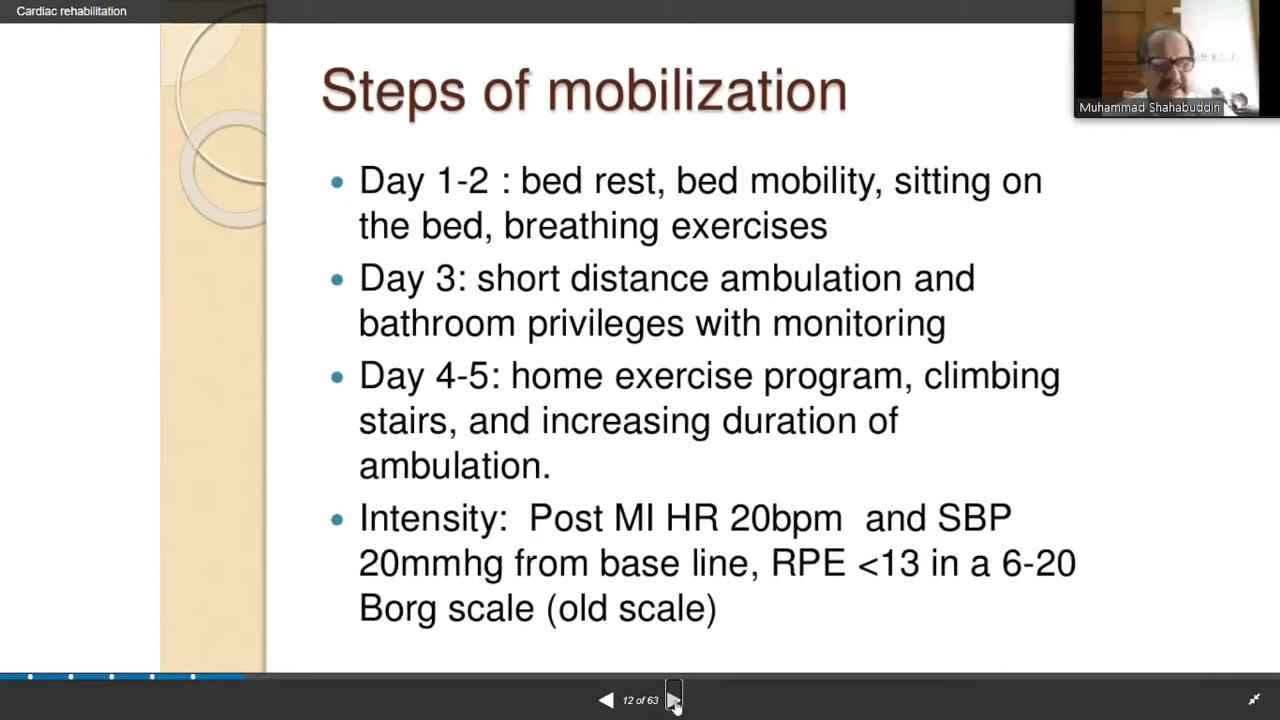 Cardiac rehabilitation
Muhammad Shahabuddin
Steps of mobilization
• Day 1-2 : bed rest, bed mobility, sitting on
the bed, breathing exercises
• Day 3: short distance ambulation and
bathroom privileges with monitoring
• Day 4-5: home exercise program, climbing
stairs, and increasing duration of
ambulation.
• Intensity:  Post MI HR 20bpm  and SBP
20mmhg from base line, RPE <13 in a 6-20
Borg scale (old scale)
12 of 63